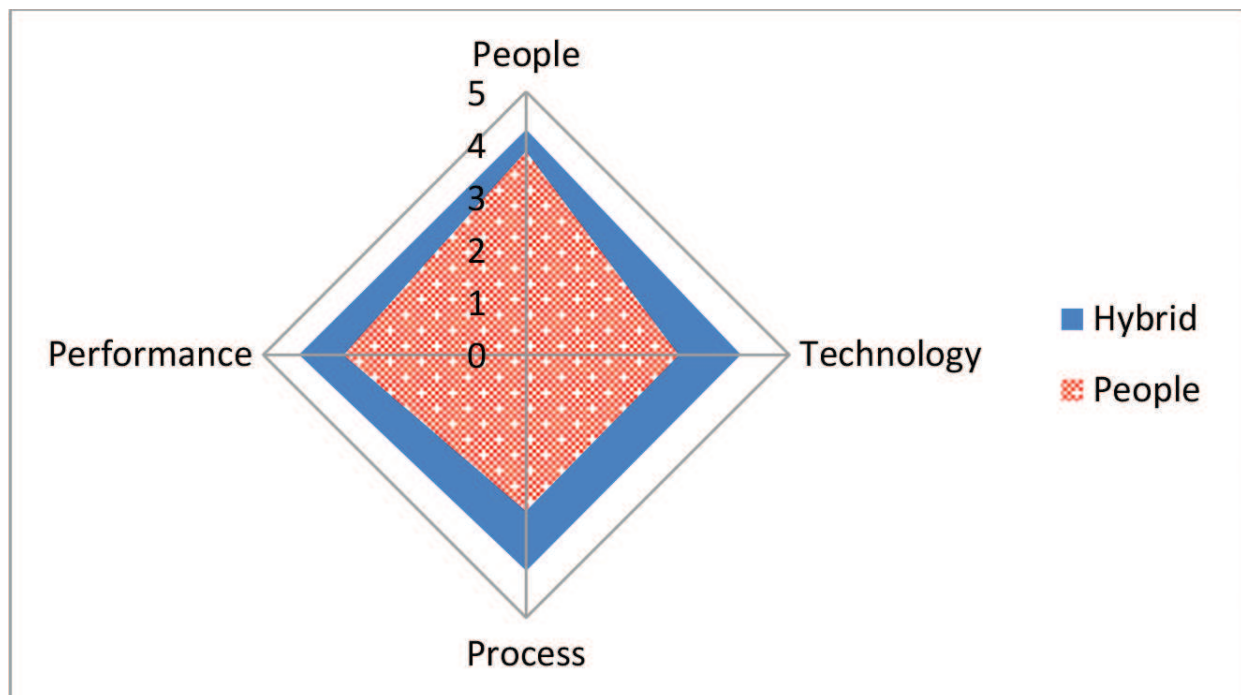 People
5
4
3
2
1
0
Performance
Technology
Process
Hybrid
People